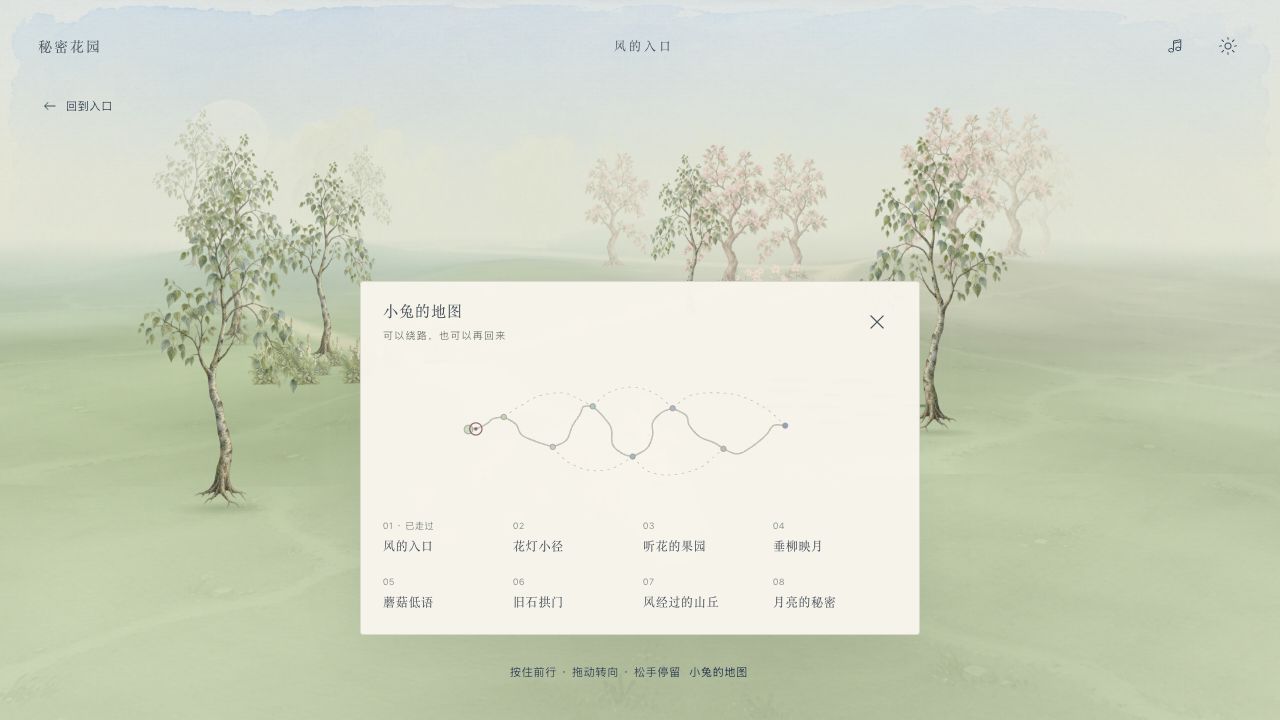 秘密花园
风的入口
回到入口
小兔的地图
可以绕路，也可以再回来
01 · 已走过
风的入口
02
花灯小径
03
听花的果园
04
垂柳映月
05
蘑菇低语
06
旧石拱门
07
风经过的山丘
08
月亮的秘密
按住前行 · 拖动转向 · 松手停留 小兔的地图